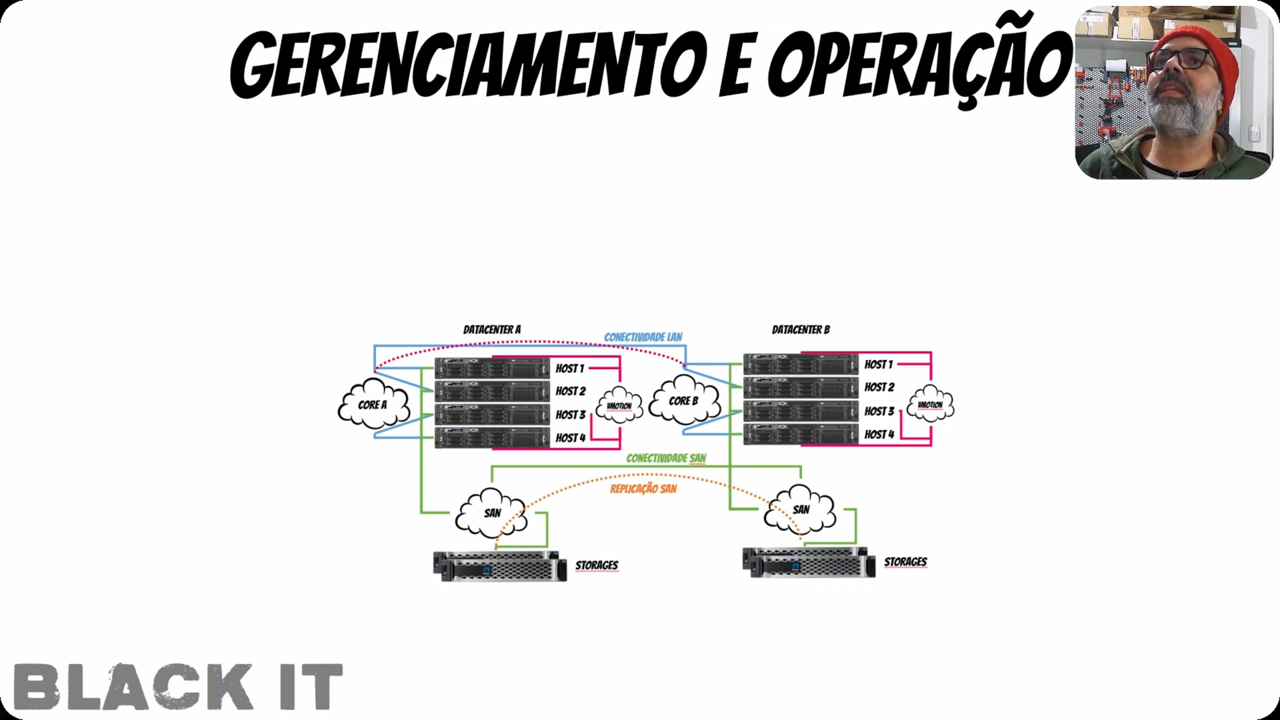 GERENCIAMENTO E OPERAÇÃO
DATACENTER A
CONECTIVIDADE LAN
DATACENTER B
HOST 1
HOST 2
HOST 3
HOST 4
CORE A
VMOTION
CORE B
HOST 1
HOST 2
HOST 3
HOST 4
VMOTION
CONECTIVIDADE SAN
REPLICAÇÃO SAN
SAN
SAN
STORAGES
STORAGES
BLACK IT